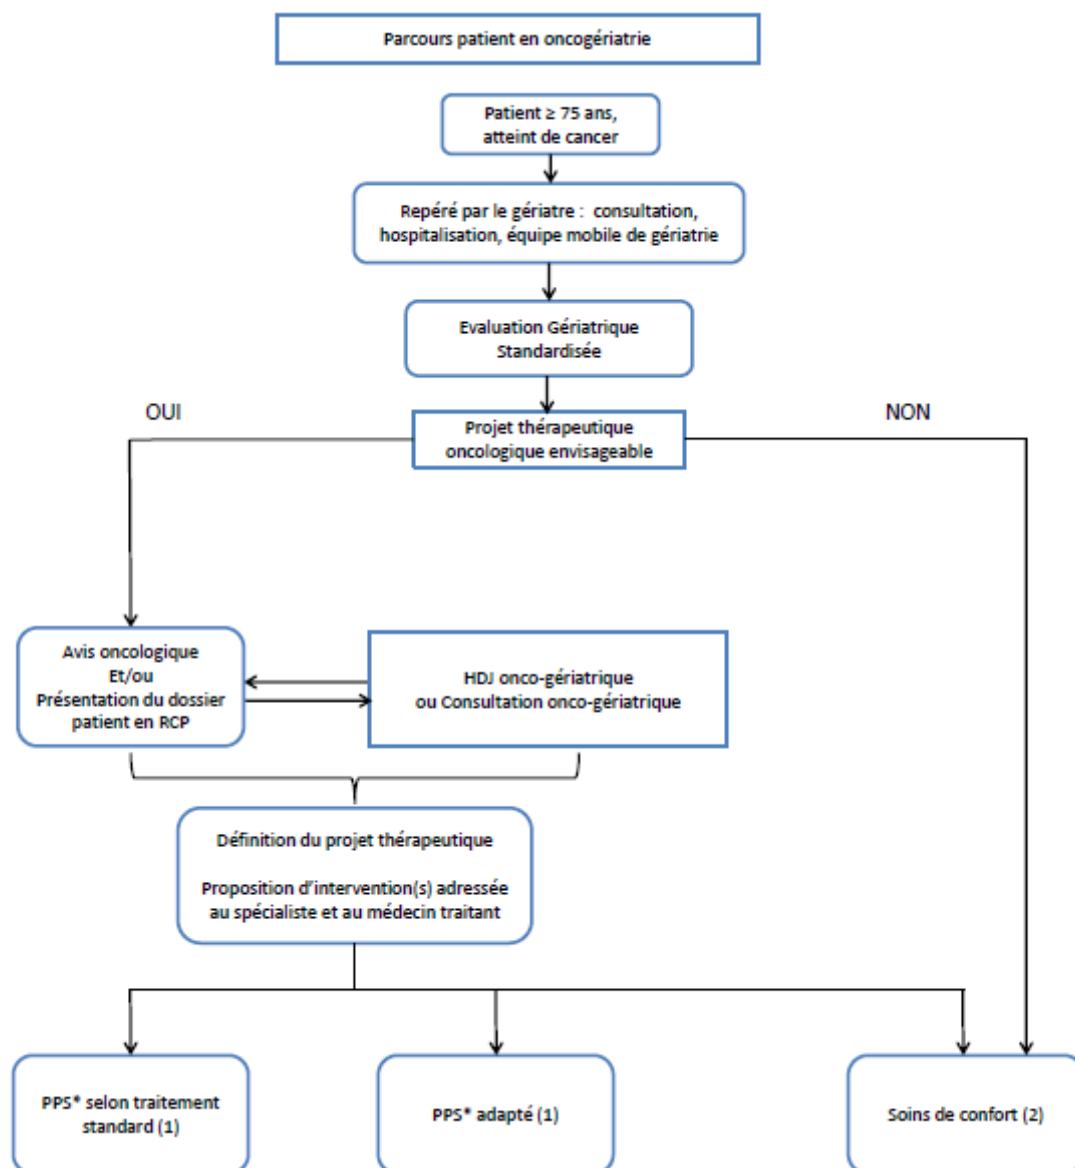 Parcours patient en oncogériatrie
Patient ≥ 75 ans,
atteint de cancer
Repéré par le gériatre : consultation,
hospitalisation, équipe mobile de gériatrie
Evaluation Gériatrique
Standardisée
OUI
NON
Projet thérapeutique
oncologique envisageable
Avis oncologique
Et/ou
Présentation du dossier
patient en RCP
HDJ onco-gériatrique
ou Consultation onco-gériatrique
Définition du projet thérapeutique
Proposition d'intervention(s) adressée
au spécialiste et au médecin traitant
PPS* selon traitement
standard (1)
PPS* adapté (1)
Soins de confort (2)